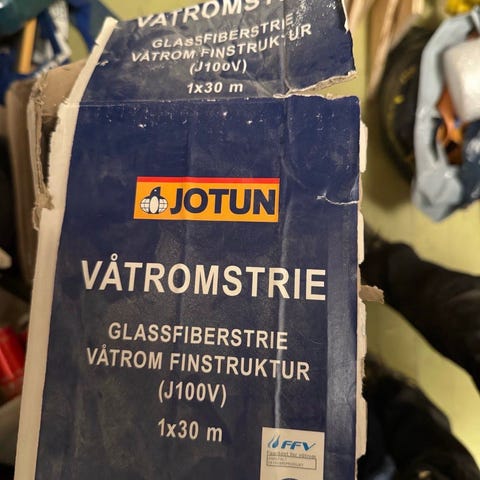 VÅTROMSTRIE
GLASSFIBERSTRIE
VÅTROM FINSTRUKTUR
(J100V)
1x30 m
JOTUN
VÅTROMSTRIE
GLASSFIBERSTRIE
VÅTROM FINSTRUKTUR
(J100V)
1x30 m
FFV